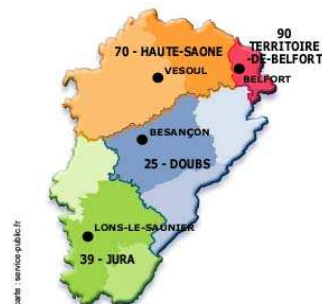 90
TERRITOIRE
-DE-BELFORT
70 - HAUTE-SAONE
VESOUL
BELFORT
BESANÇON
25 - DOUBS
LONS-LE-SAUNIER
39 - JURA
carte : service-public.fr